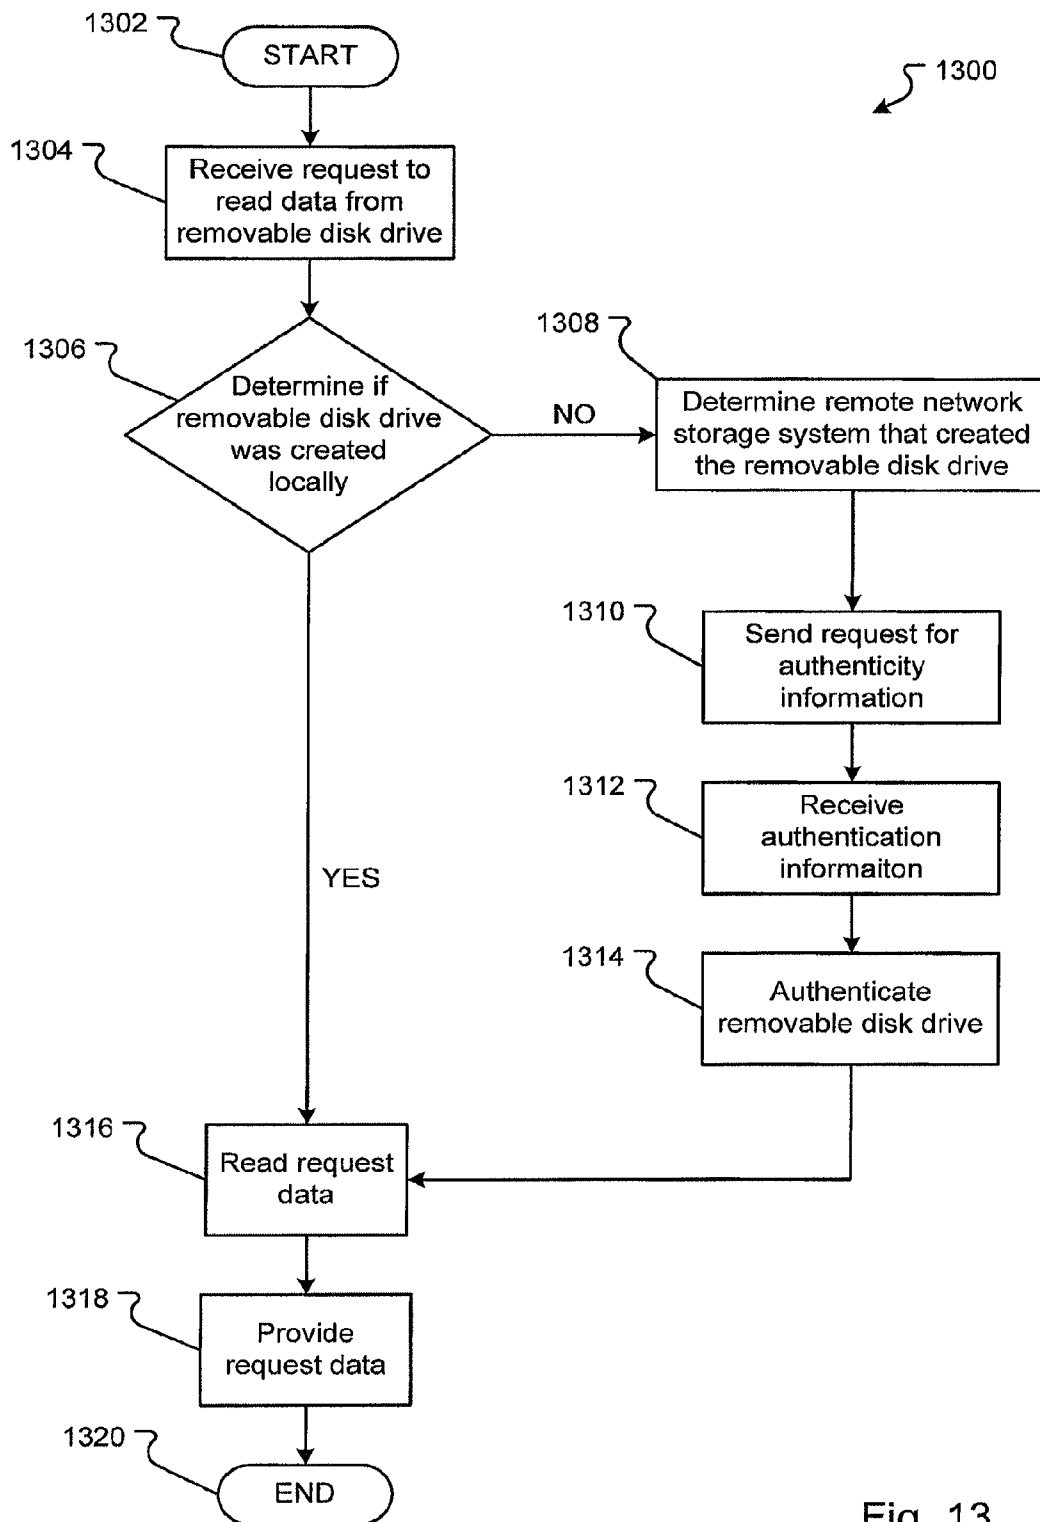 1302
START
1300
1304
Receive request to
read data from
removable disk drive
1306
Determine if
removable disk drive
was created
locally
NO
1308
Determine remote network
storage system that created
the removable disk drive
1310
Send request for
authenticity
information
1312
Receive
authentication
informaiton
YES
1314
Authenticate
removable disk drive
1316
Read request
data
1318
Provide
request data
1320
END
Fig. 13